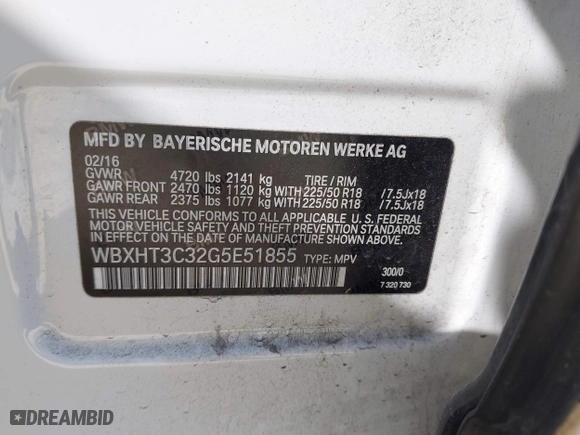 MFD BY BAYERISCHE MOTOREN WERKE AG
02/16
GVWR 4720 lbs 2141 kg TIRE / RIM
GAWR FRONT 2470 lbs 1120 kg WITH 225/50 R18 /7.5Jx18
GAWR REAR 2375 lbs 1077 kg WITH 225/50 R18 /7.5Jx18
THIS VEHICLE CONFORMS TO ALL APPLICABLE U. S. FEDERAL
MOTOR VEHICLE SAFETY AND THEFT PREVENTION STANDARDS
IN EFFECT ON THE DATE OF MANUFACTURE SHOWN ABOVE.
WBXHT3C32G5E51855 TYPE: MPV
300/0
7 320 730
DREAMBID